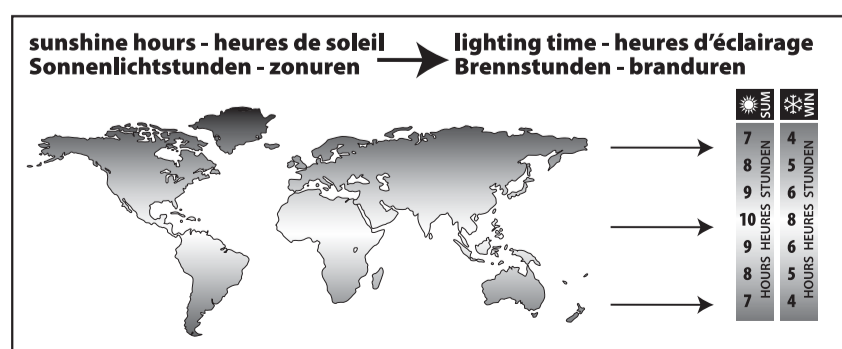 sunshine hours - heures de soleil
Sonnenlichtstunden - zonuren
lighting time - heures d’éclairage
Brennstunden - branduren
SUM
WIN
7 4
8 5
9 6
10 8
9 6
8 5
7 4
HOURS HEURES STUNDEN
HOURS HEURES STUNDEN